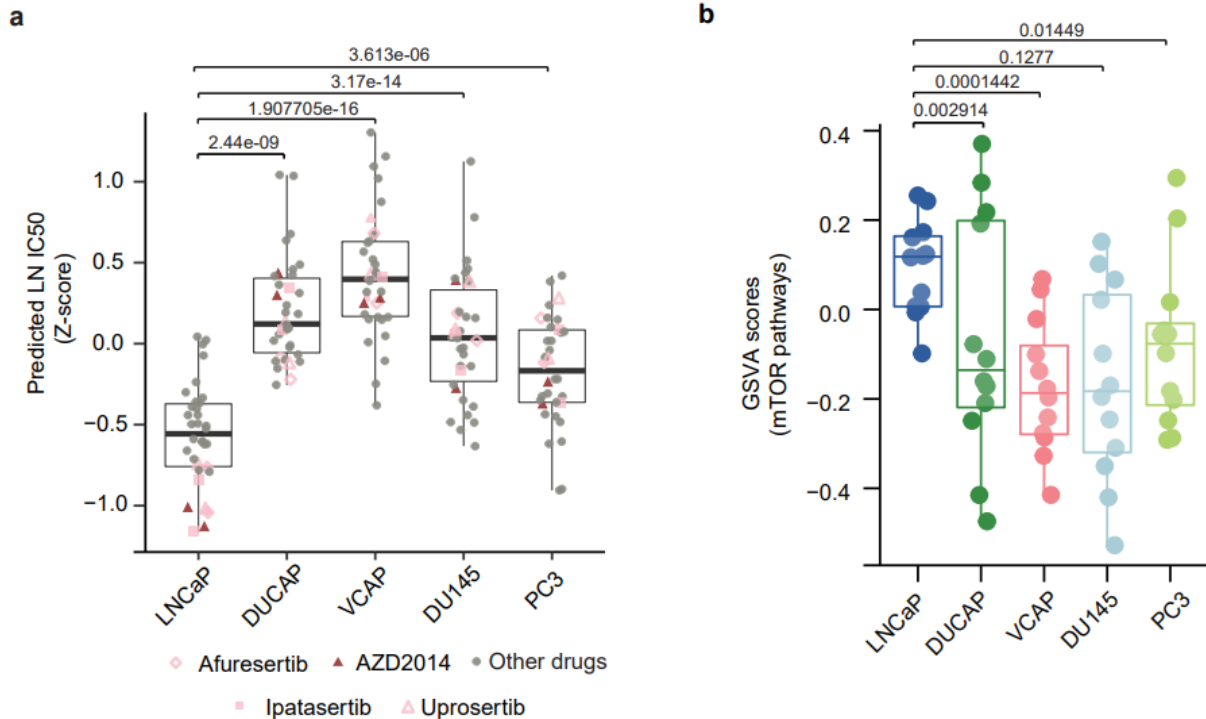 a
3.613e-06
3.17e-14
1.907705e-16
2.44e-09
Predicted LN IC50
(Z-score)
1.0
0.5
0.0
−0.5
−1.0
LNCaP
DUCAP
VCAP
DU145
PC3
Afuresertib
AZD2014
Other drugs
Ipatasertib
Uprosertib
b
0.01449
0.1277
0.0001442
0.002914
GSVA scores
(mTOR pathways)
0.4
0.2
0.0
−0.2
−0.4
LNCaP
DUCAP
VCAP
DU145
PC3